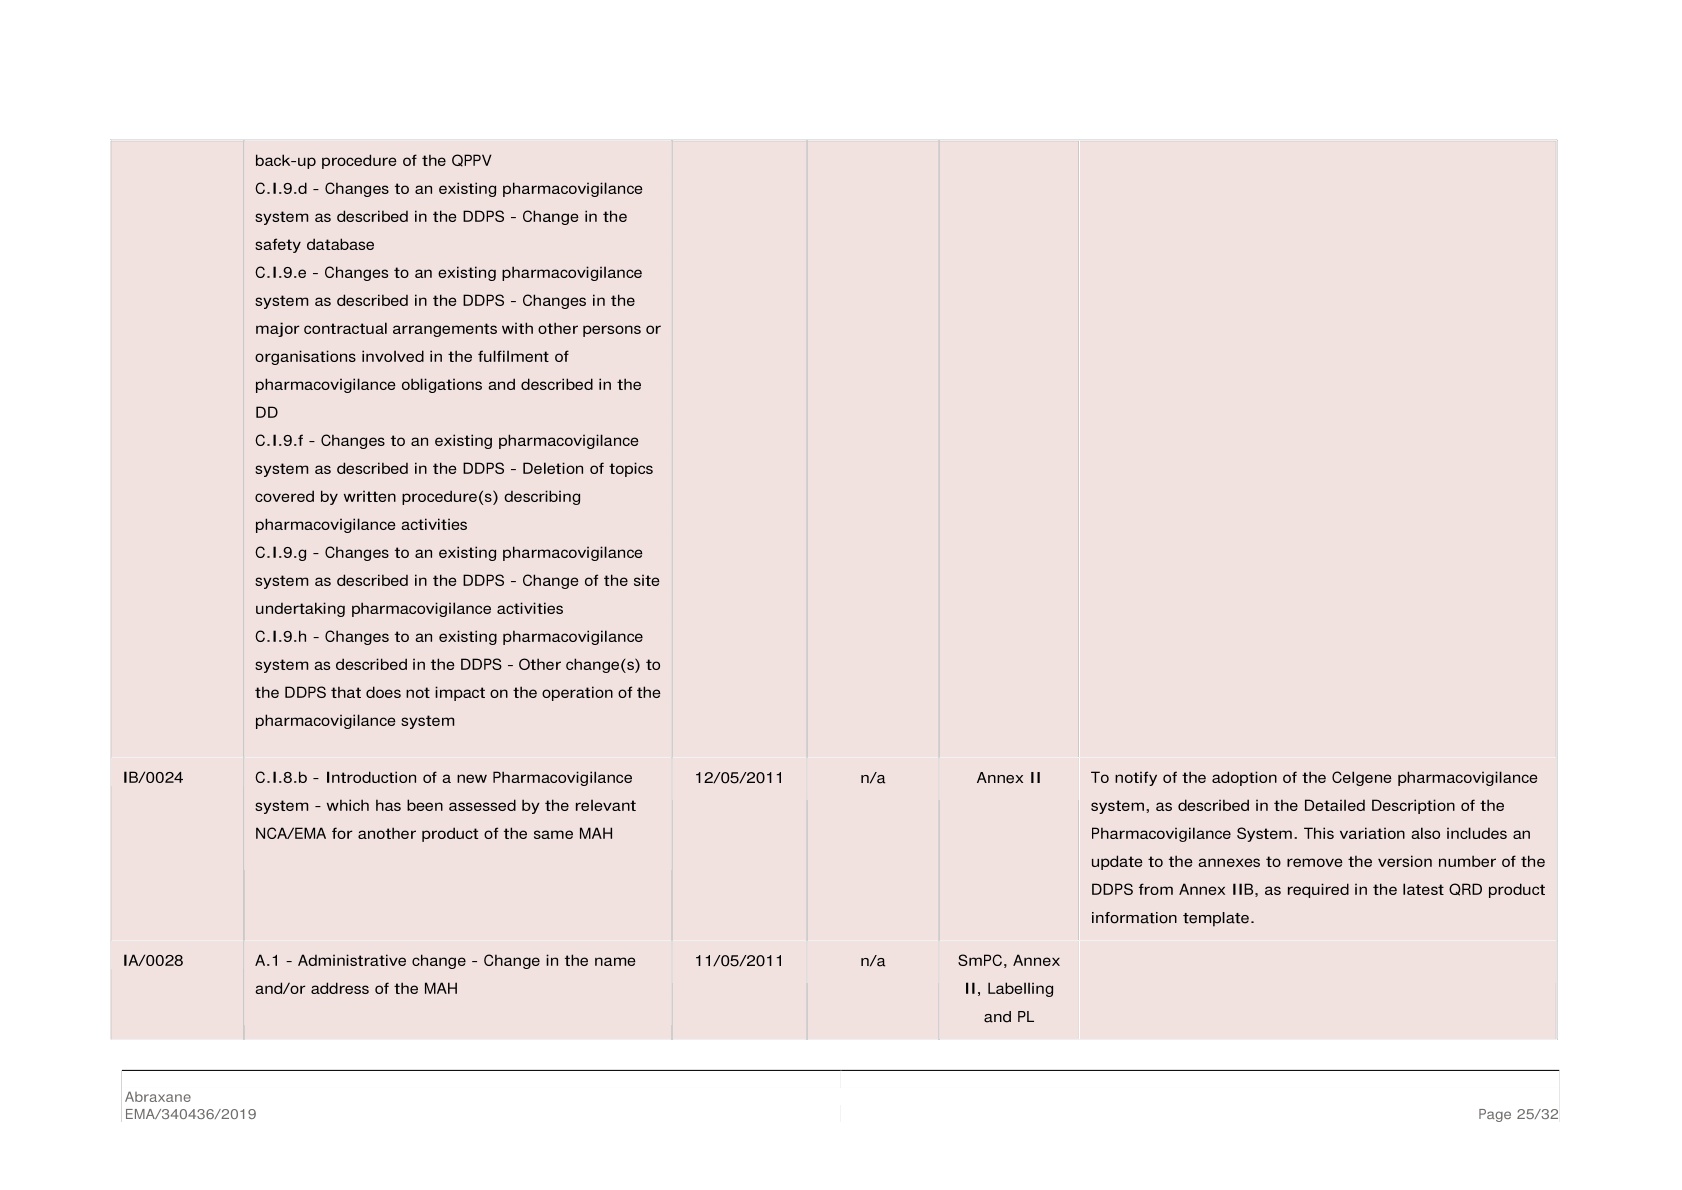 back-up procedure of the QPPV
C.I.9.d - Changes to an existing pharmacovigilance
system as described in the DDPS - Change in the
safety database
C.I.9.e - Changes to an existing pharmacovigilance
system as described in the DDPS - Changes in the
major contractual arrangements with other persons or
organisations involved in the fulfilment of
pharmacovigilance obligations and described in the
DD
C.I.9.f - Changes to an existing pharmacovigilance
system as described in the DDPS - Deletion of topics
covered by written procedure(s) describing
pharmacovigilance activities
C.I.9.g - Changes to an existing pharmacovigilance
system as described in the DDPS - Change of the site
undertaking pharmacovigilance activities
C.I.9.h - Changes to an existing pharmacovigilance
system as described in the DDPS - Other change(s) to
the DDPS that does not impact on the operation of the
pharmacovigilance system
IB/0024
C.I.8.b - Introduction of a new Pharmacovigilance
system - which has been assessed by the relevant
NCA/EMA for another product of the same MAH
12/05/2011
n/a
Annex II
To notify of the adoption of the Celgene pharmacovigilance
system, as described in the Detailed Description of the
Pharmacovigilance System. This variation also includes an
update to the annexes to remove the version number of the
DDPS from Annex IIB, as required in the latest QRD product
information template.
IA/0028
A.1 - Administrative change - Change in the name
and/or address of the MAH
11/05/2011
n/a
SmPC, Annex
II, Labelling
and PL
Abraxane
EMA/340436/2019
Page 25/32